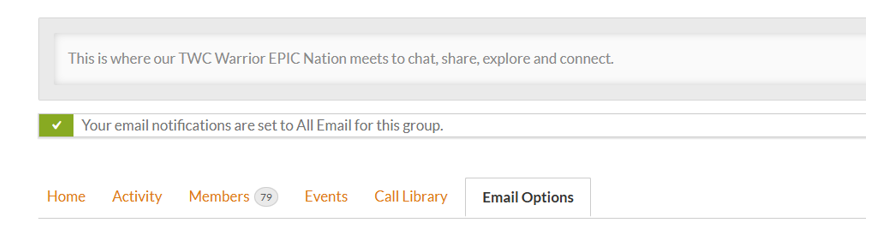 This is where our TWC Warrior EPIC Nation meets to chat, share, explore and connect.
Your email notifications are set to All Email for this group.
Home Activity Members 79 Events Call Library Email Options